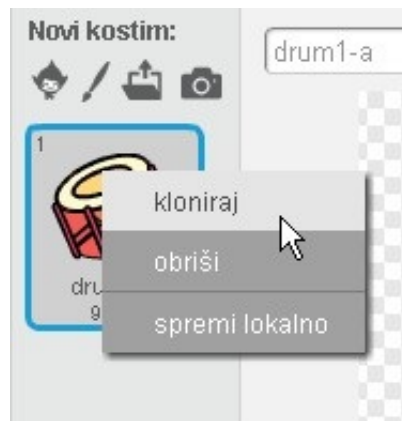 Novi kostim:
drum1-a
1
kloniraj
obriši
spremi lokalno